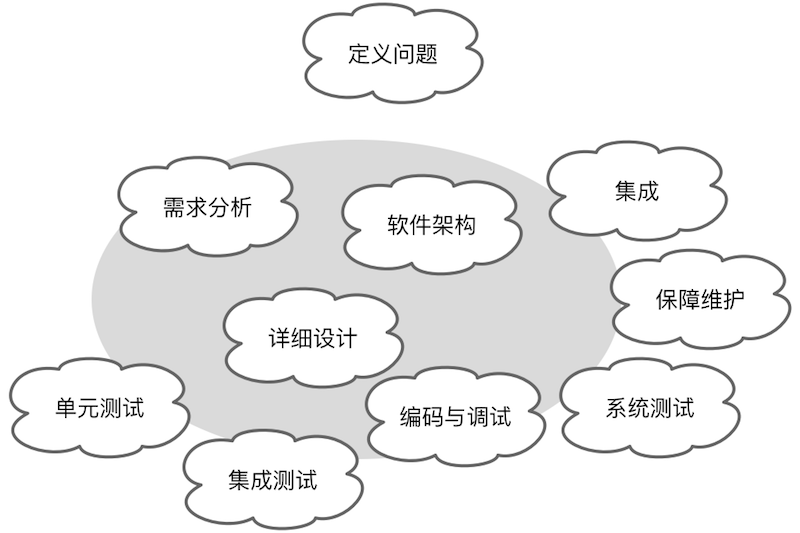 定义问题
需求分析
软件架构
集成
保障维护
详细设计
单元测试
编码与调试
系统测试
集成测试